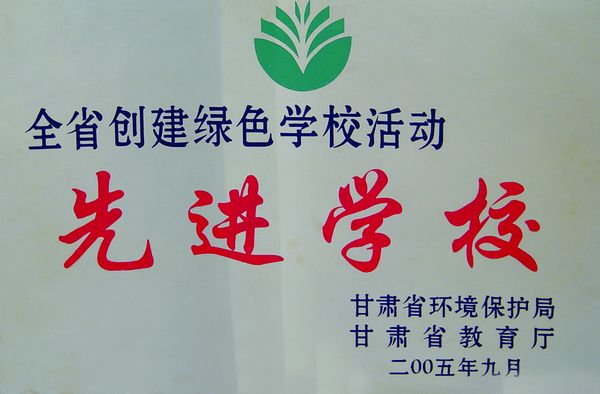 全省创建绿色学校活动
先进学校
甘肃省环境保护局
甘肃省教育厅
二00五年九月